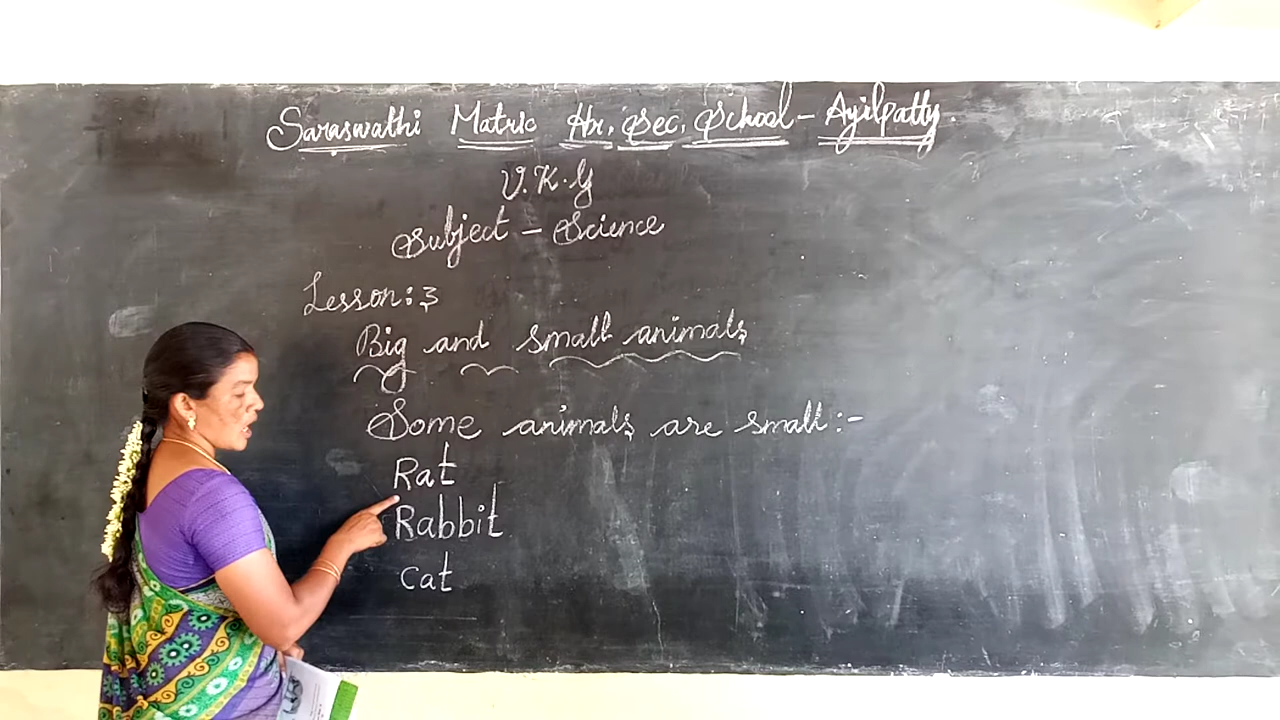 Saraswathi Matric Hr. Sec. School - Ayilpatty.
U.K.G
Subject - Science
Lesson: 3
Big and small animals
Some animals are small :-
Rat
Rabbit
cat